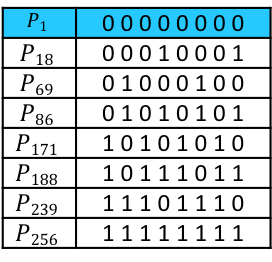 P₁ 0 0 0 0 0 0 0 0
P₁₈ 0 0 0 1 0 0 0 1
P₆₉ 0 1 0 0 0 1 0 0
P₈₆ 0 1 0 1 0 1 0 1
P₁₇₁ 1 0 1 0 1 0 1 0
P₁₈₈ 1 0 1 1 1 0 1 1
P₂₃₉ 1 1 1 0 1 1 1 0
P₂₅₆ 1 1 1 1 1 1 1 1